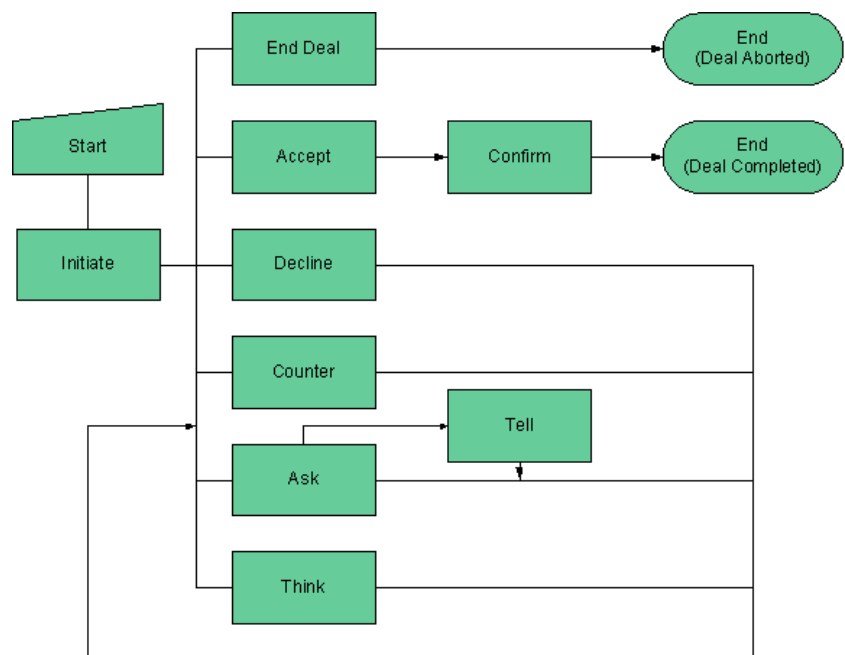 End Deal
End
(Deal Aborted)
Start
Accept
Confirm
End
(Deal Completed)
Initiate
Decline
Counter
Tell
Ask
Think